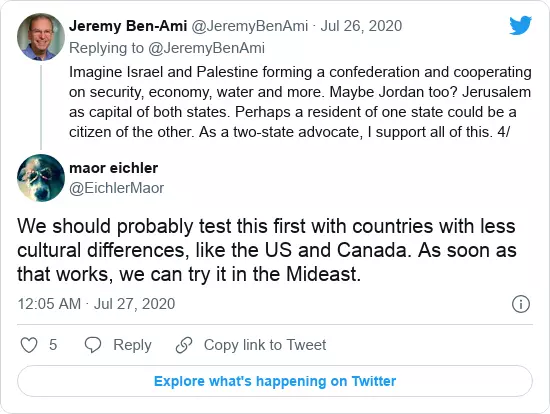 Jeremy Ben-Ami @JeremyBenAmi · Jul 26, 2020
Replying to @JeremyBenAmi
Imagine Israel and Palestine forming a confederation and cooperating
on security, economy, water and more. Maybe Jordan too? Jerusalem
as capital of both states. Perhaps a resident of one state could be a
citizen of the other. As a two-state advocate, I support all of this. 4/
maor eichler
@EichlerMaor
We should probably test this first with countries with less
cultural differences, like the US and Canada. As soon as
that works, we can try it in the Mideast.
12:05 AM · Jul 27, 2020
5 Reply Copy link to Tweet
Explore what's happening on Twitter